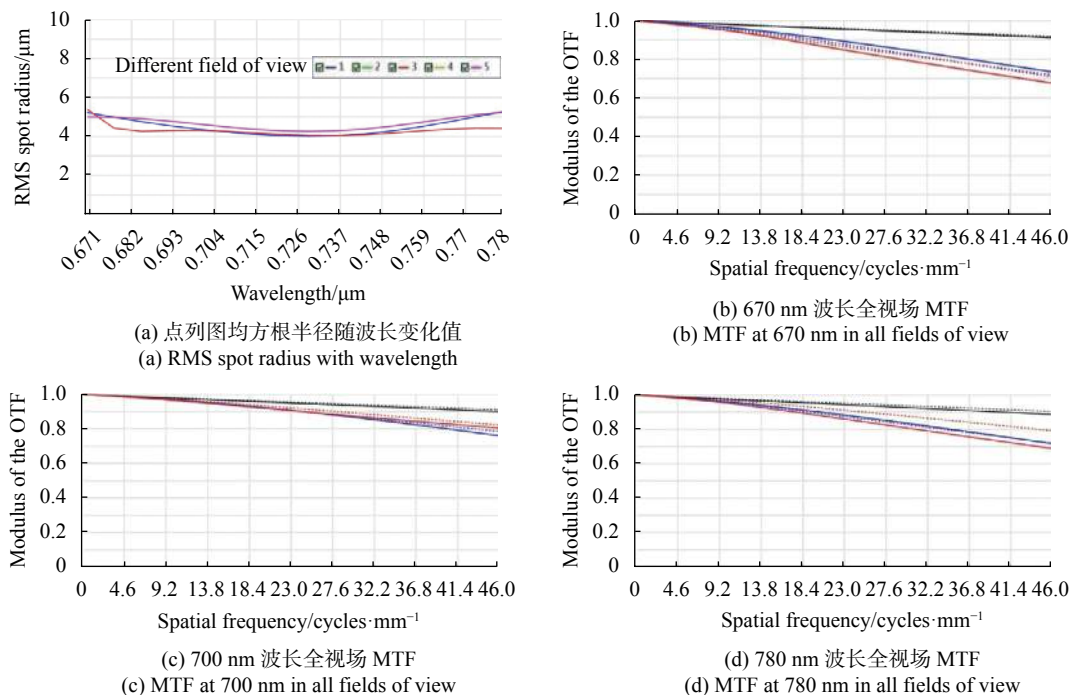 10
8
6
4
2
RMS spot radius/μm
Different field of view
1 2 3 4 5
0.671 0.682 0.693 0.704 0.715 0.726 0.737 0.748 0.759 0.77 0.78
Wavelength/μm
(a) 点列图均方根半径随波长变化值
(a) RMS spot radius with wavelength
1.0
0.8
0.6
0.4
0.2
0
Modulus of the OTF
0 4.6 9.2 13.8 18.4 23.0 27.6 32.2 36.8 41.4 46.0
Spatial frequency/cycles·mm⁻¹
(b) 670 nm 波长全视场 MTF
(b) MTF at 670 nm in all fields of view
1.0
0.8
0.6
0.4
0.2
0
Modulus of the OTF
0 4.6 9.2 13.8 18.4 23.0 27.6 32.2 36.8 41.4 46.0
Spatial frequency/cycles·mm⁻¹
(c) 700 nm 波长全视场 MTF
(c) MTF at 700 nm in all fields of view
1.0
0.8
0.6
0.4
0.2
0
Modulus of the OTF
0 4.6 9.2 13.8 18.4 23.0 27.6 32.2 36.8 41.4 46.0
Spatial frequency/cycles·mm⁻¹
(d) 780 nm 波长全视场 MTF
(d) MTF at 780 nm in all fields of view